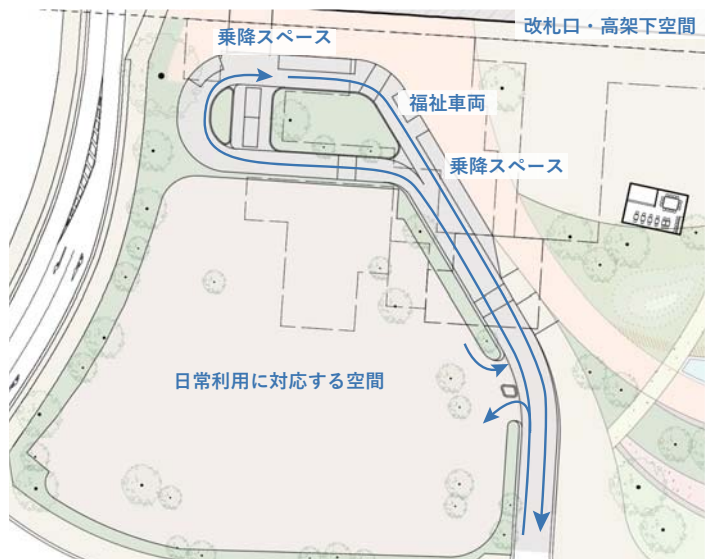 改札口・高架下空間
乗降スペース
福祉車両
乗降スペース
日常利用に対応する空間